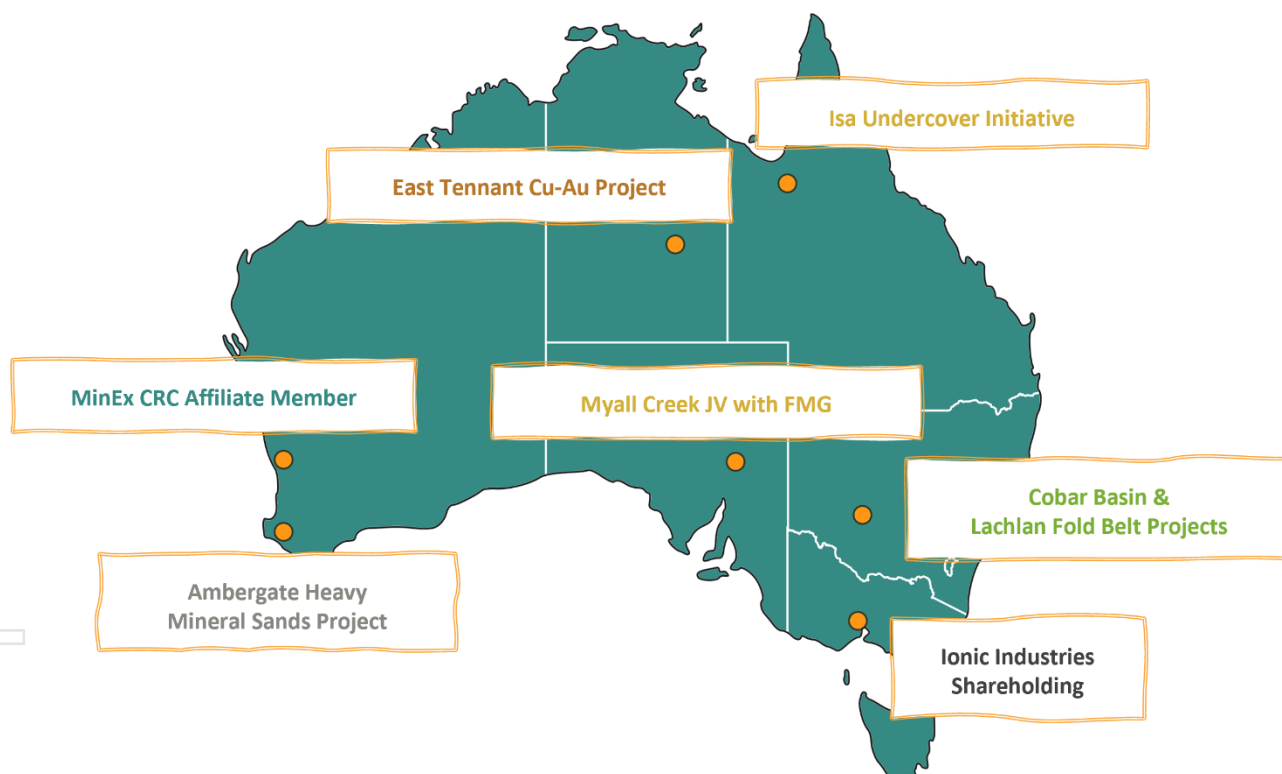 Isa Undercover Initiative
East Tennant Cu-Au Project
MinEx CRC Affiliate Member
Myall Creek JV with FMG
Cobar Basin &
Lachlan Fold Belt Projects
Ambergate Heavy
Mineral Sands Project
Ionic Industries
Shareholding